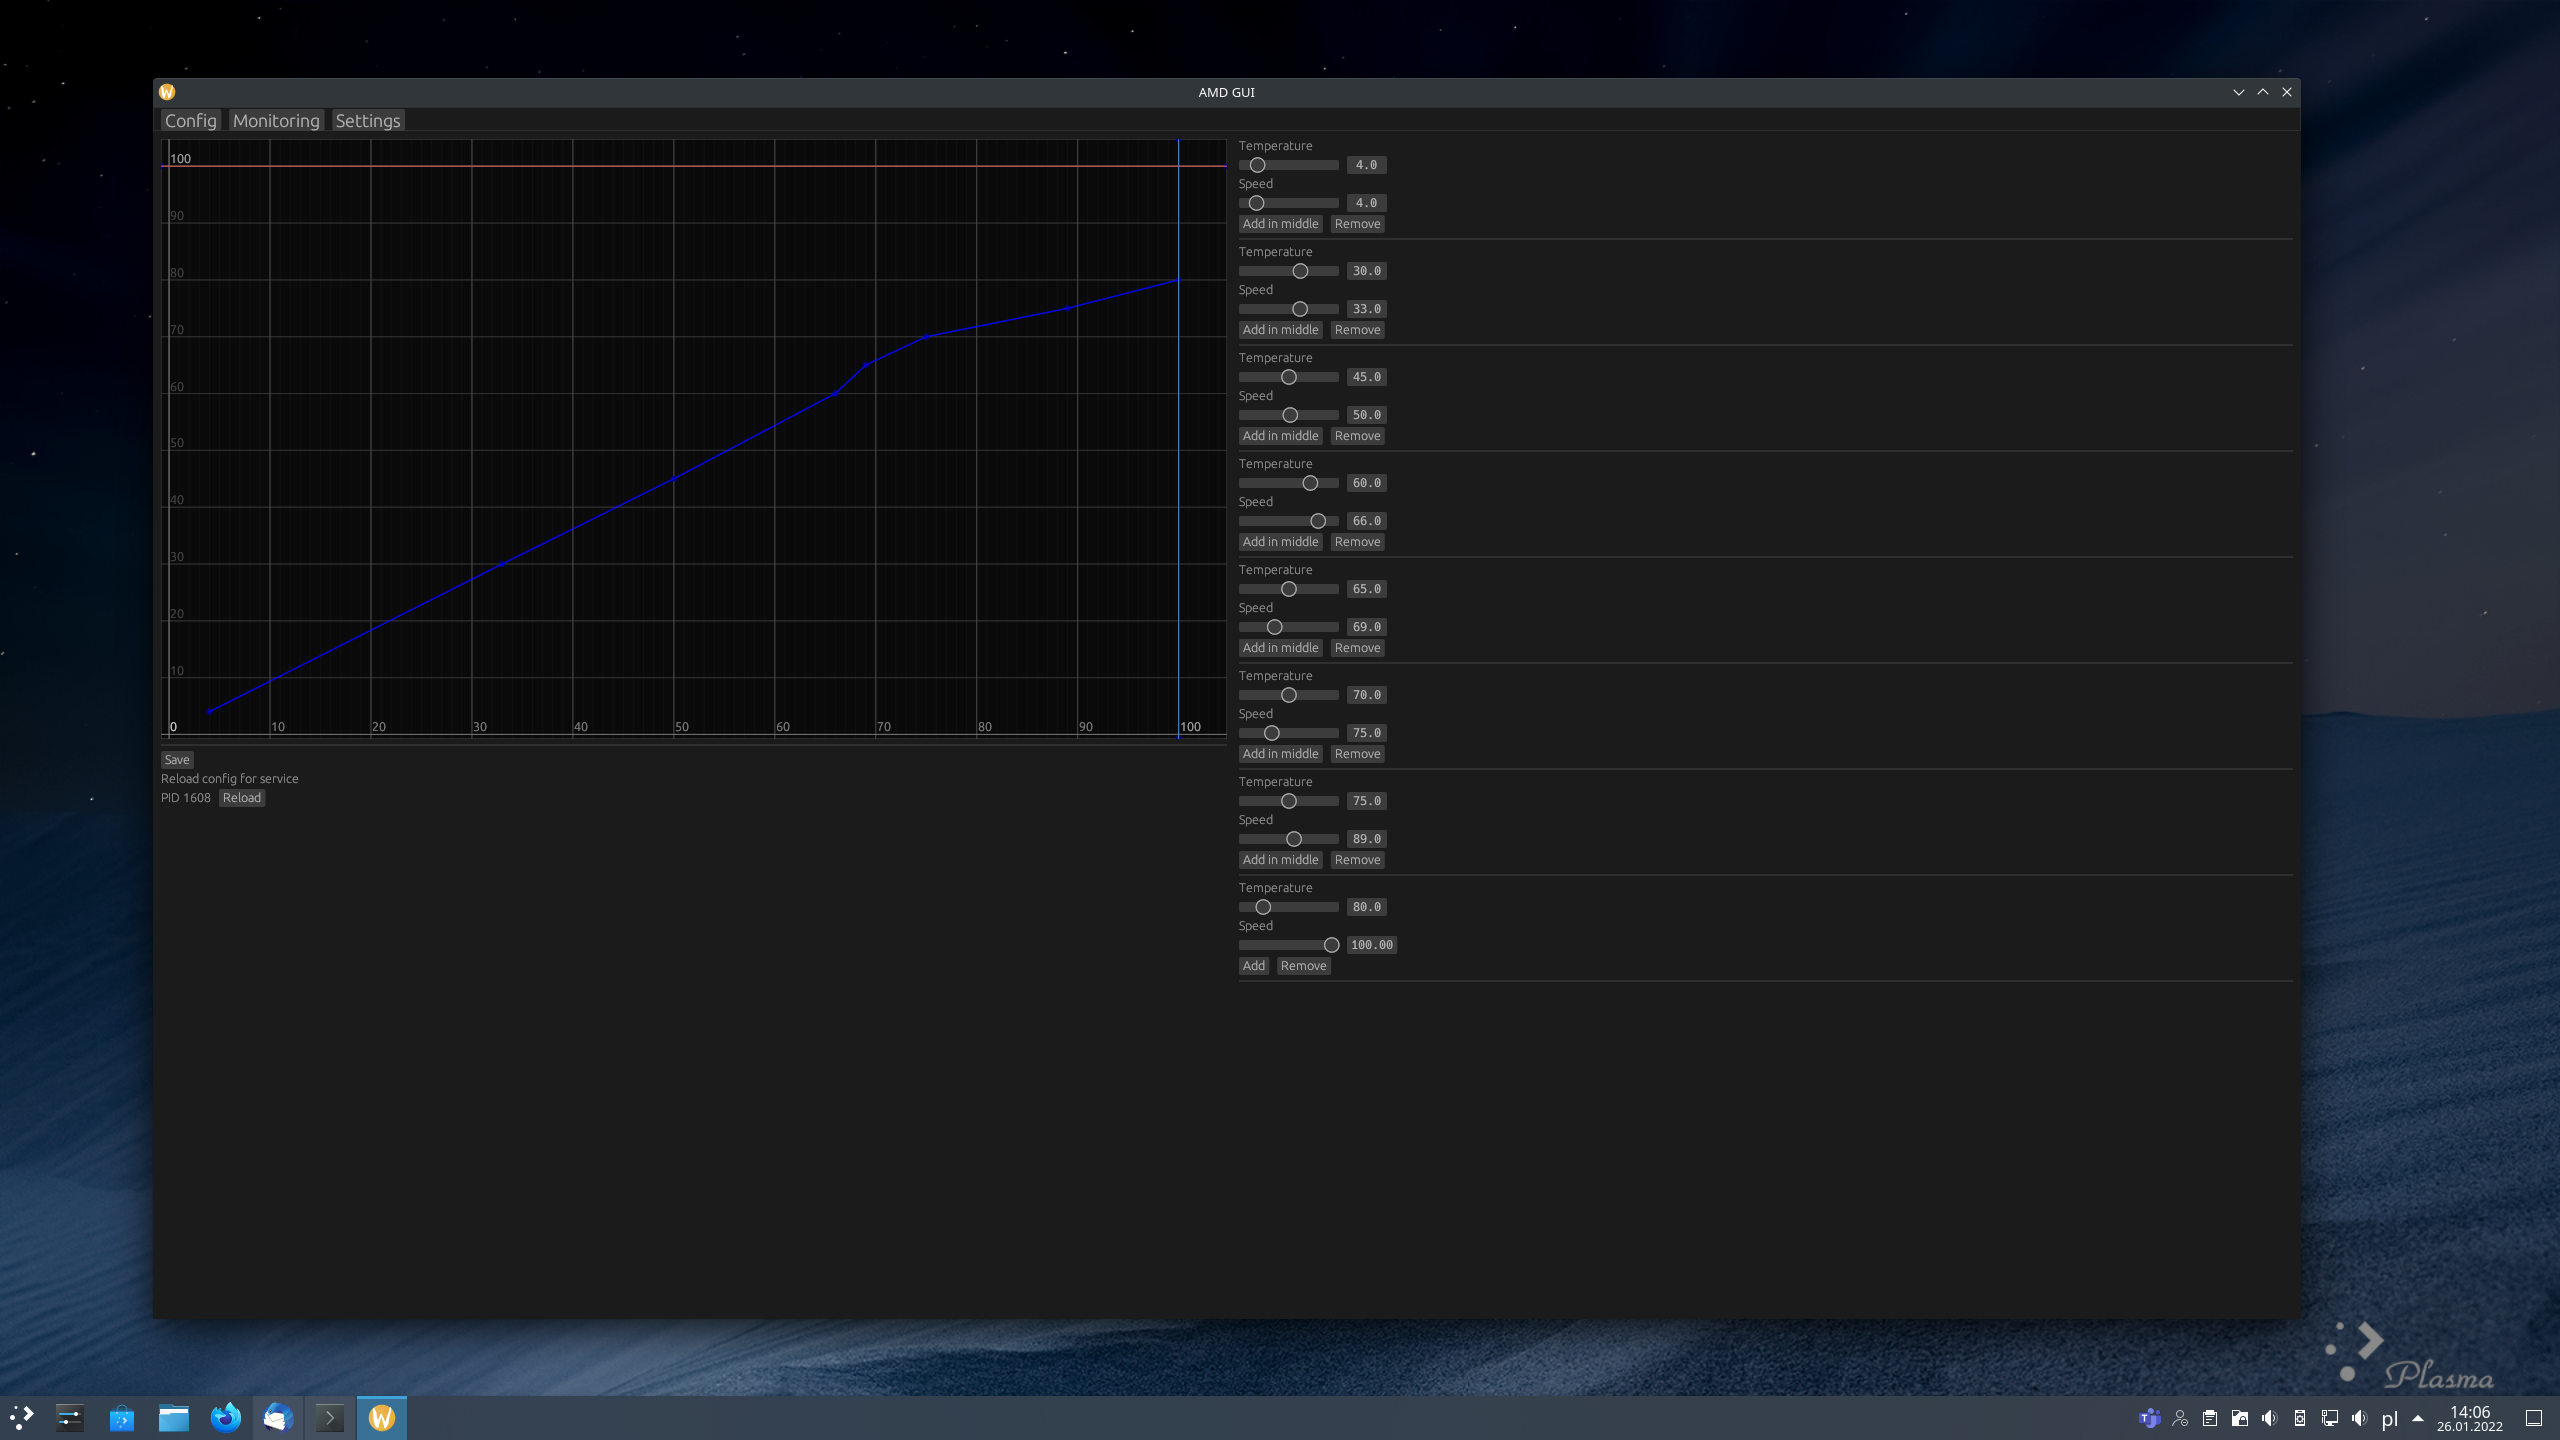 AMD GUI
Config Monitoring Settings
100
90
80
70
60
50
40
30
20
10
0 10 20 30 40 50 60 70 80 90 100
Save
Reload config for service
PID 1608 Reload
Temperature
4.0
Speed
4.0
Add in middle Remove
Temperature
30.0
Speed
33.0
Add in middle Remove
Temperature
45.0
Speed
50.0
Add in middle Remove
Temperature
60.0
Speed
66.0
Add in middle Remove
Temperature
65.0
Speed
69.0
Add in middle Remove
Temperature
70.0
Speed
75.0
Add in middle Remove
Temperature
75.0
Speed
89.0
Add in middle Remove
Temperature
80.0
Speed
100.00
Add Remove
Plasma
pl
14:06
26.01.2022